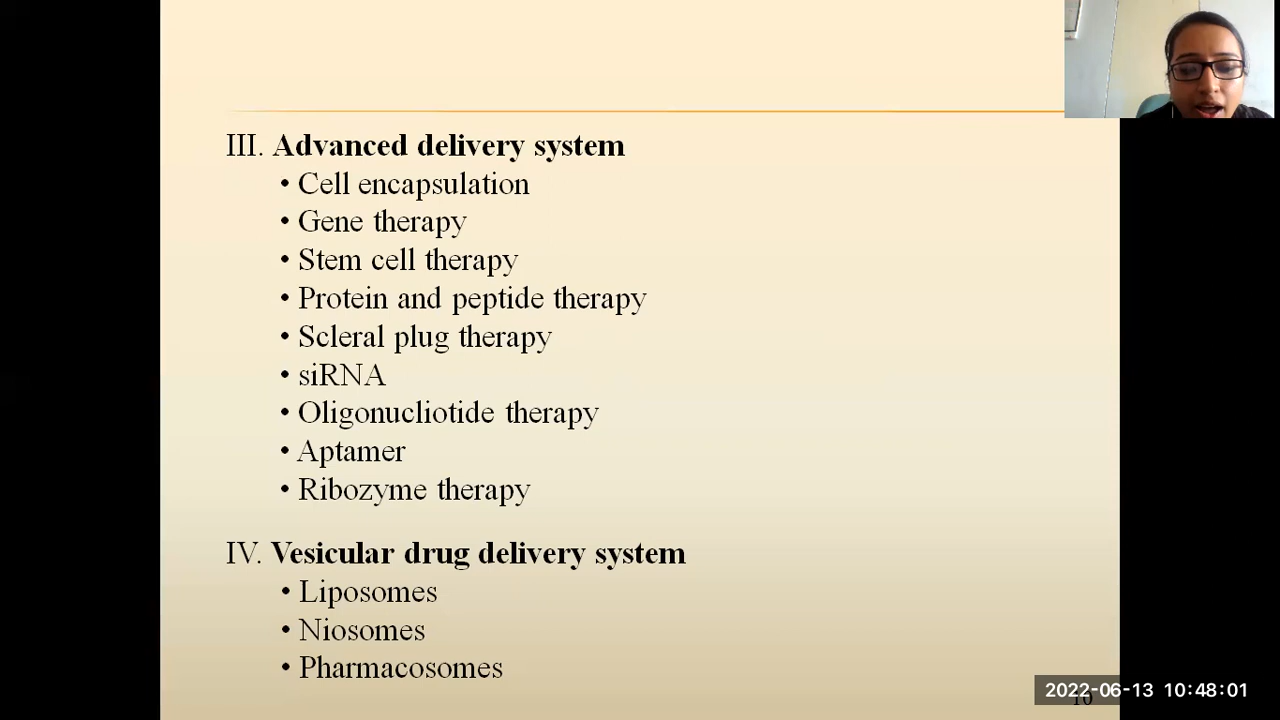 III. Advanced delivery system
• Cell encapsulation
• Gene therapy
• Stem cell therapy
• Protein and peptide therapy
• Scleral plug therapy
• siRNA
• Oligonucliotide therapy
• Aptamer
• Ribozyme therapy
IV. Vesicular drug delivery system
• Liposomes
• Niosomes
• Pharmacosomes
2022-06-13 10:48:01
10